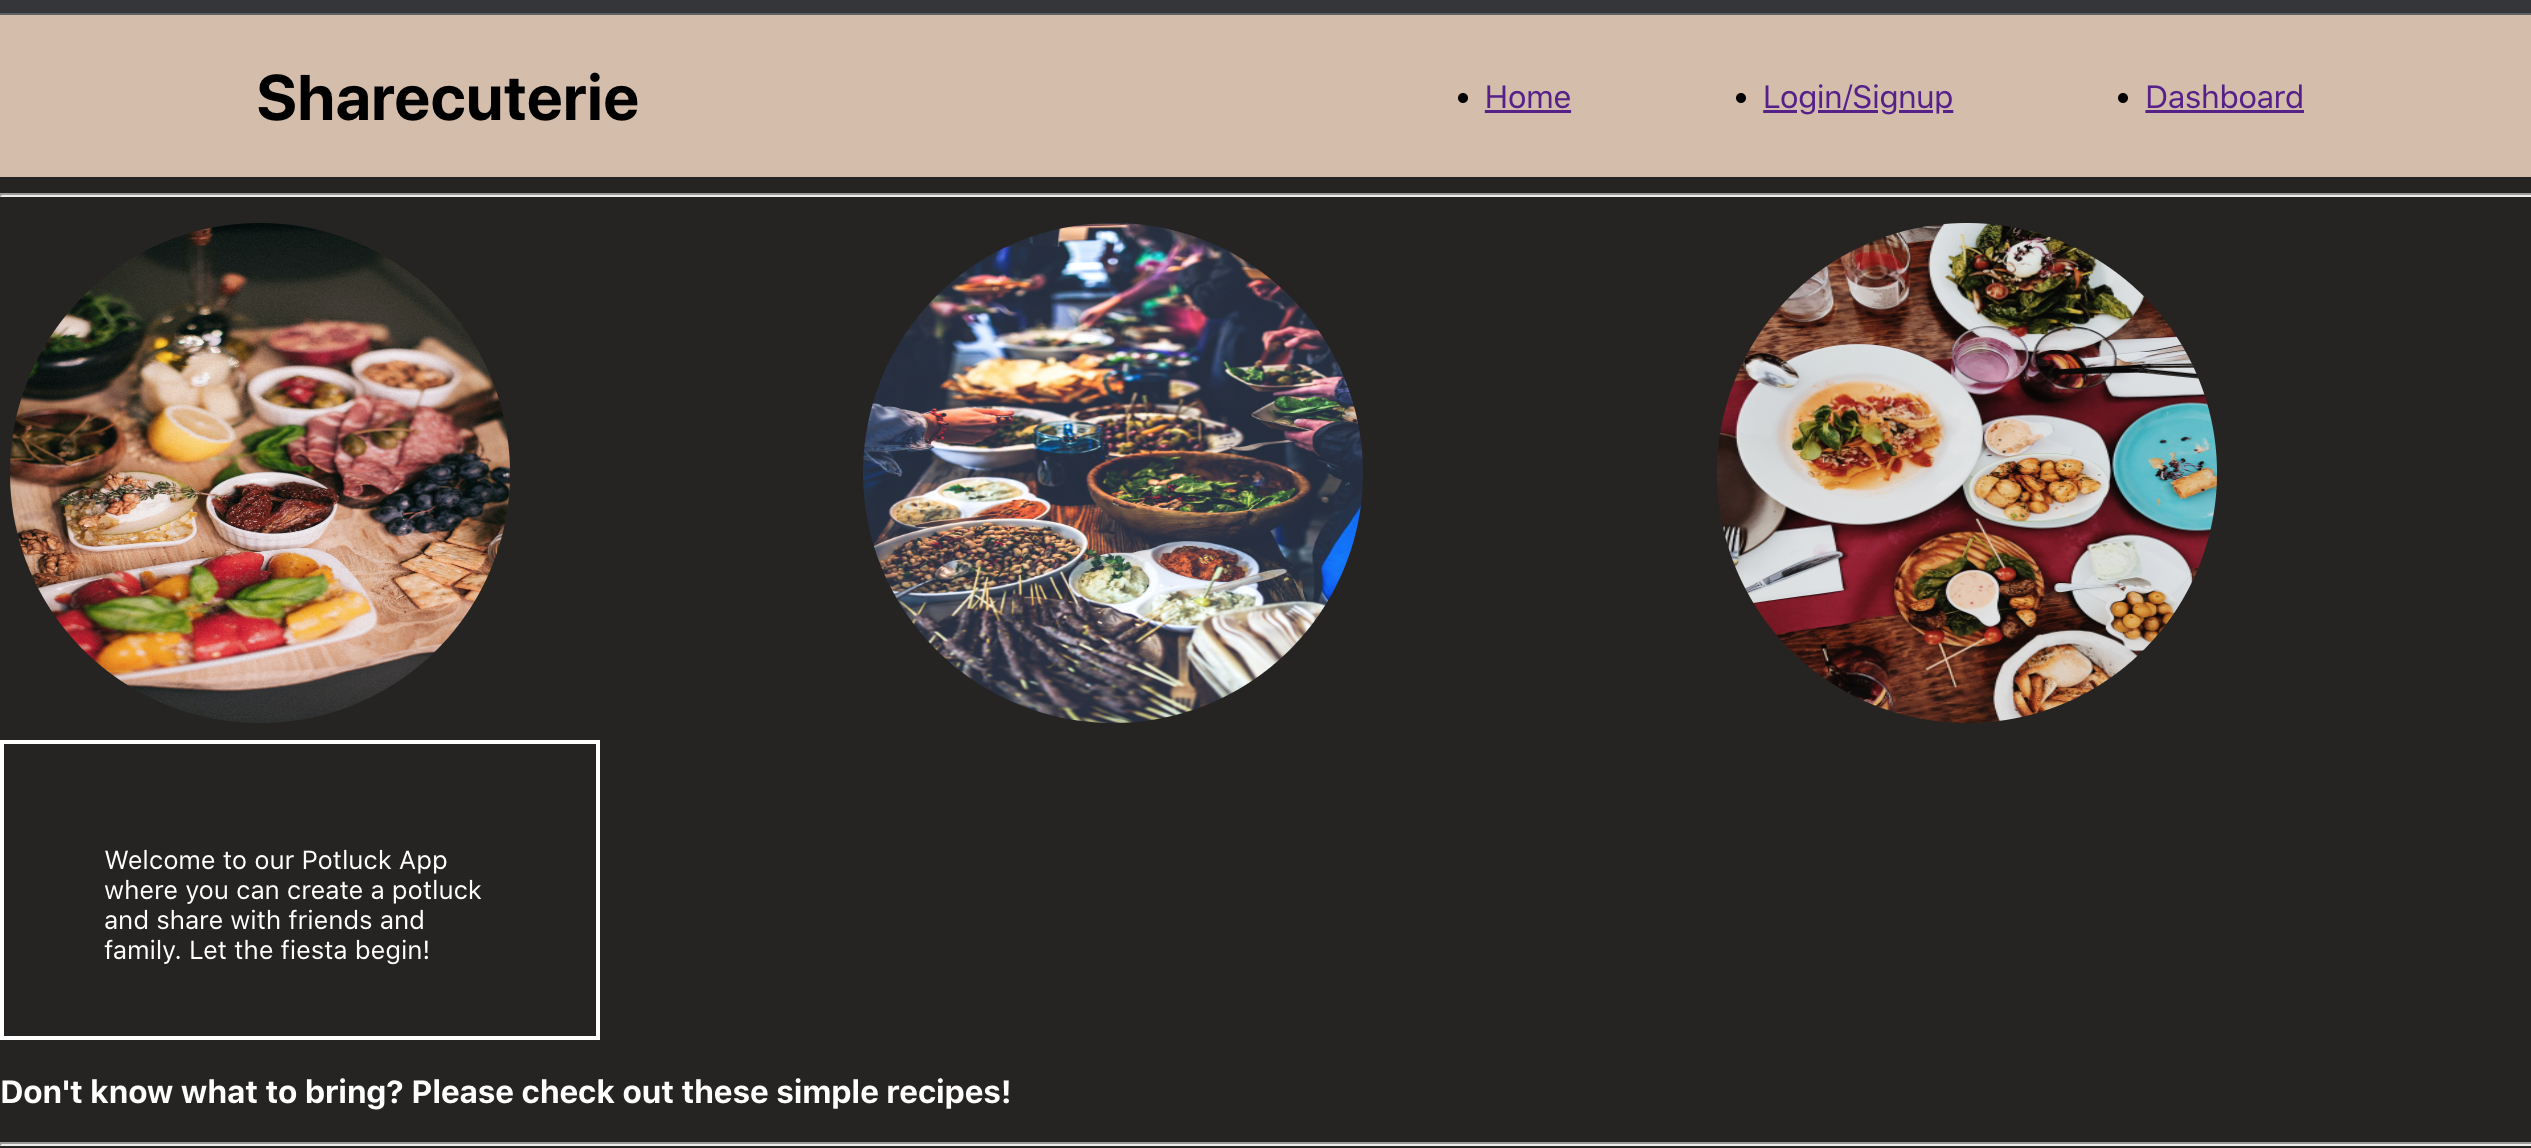 Sharecuterie
Home
Login/Signup
Dashboard
Welcome to our Potluck App
where you can create a potluck
and share with friends and
family. Let the fiesta begin!
Don't know what to bring? Please check out these simple recipes!